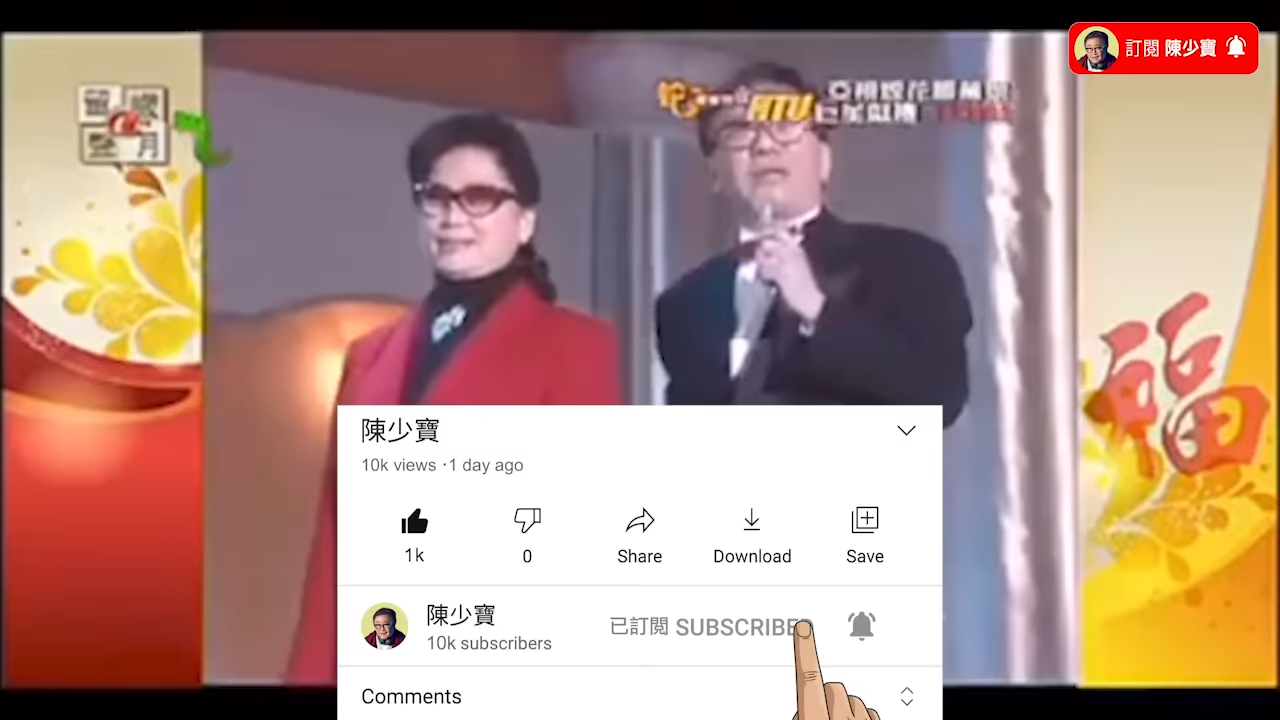 訂閱 陳少寶
ATV
福
陳少寶
10k views · 1 day ago
1k
0
Share
Download
Save
陳少寶
10k subscribers
已訂閱 SUBSCRIBED
Comments